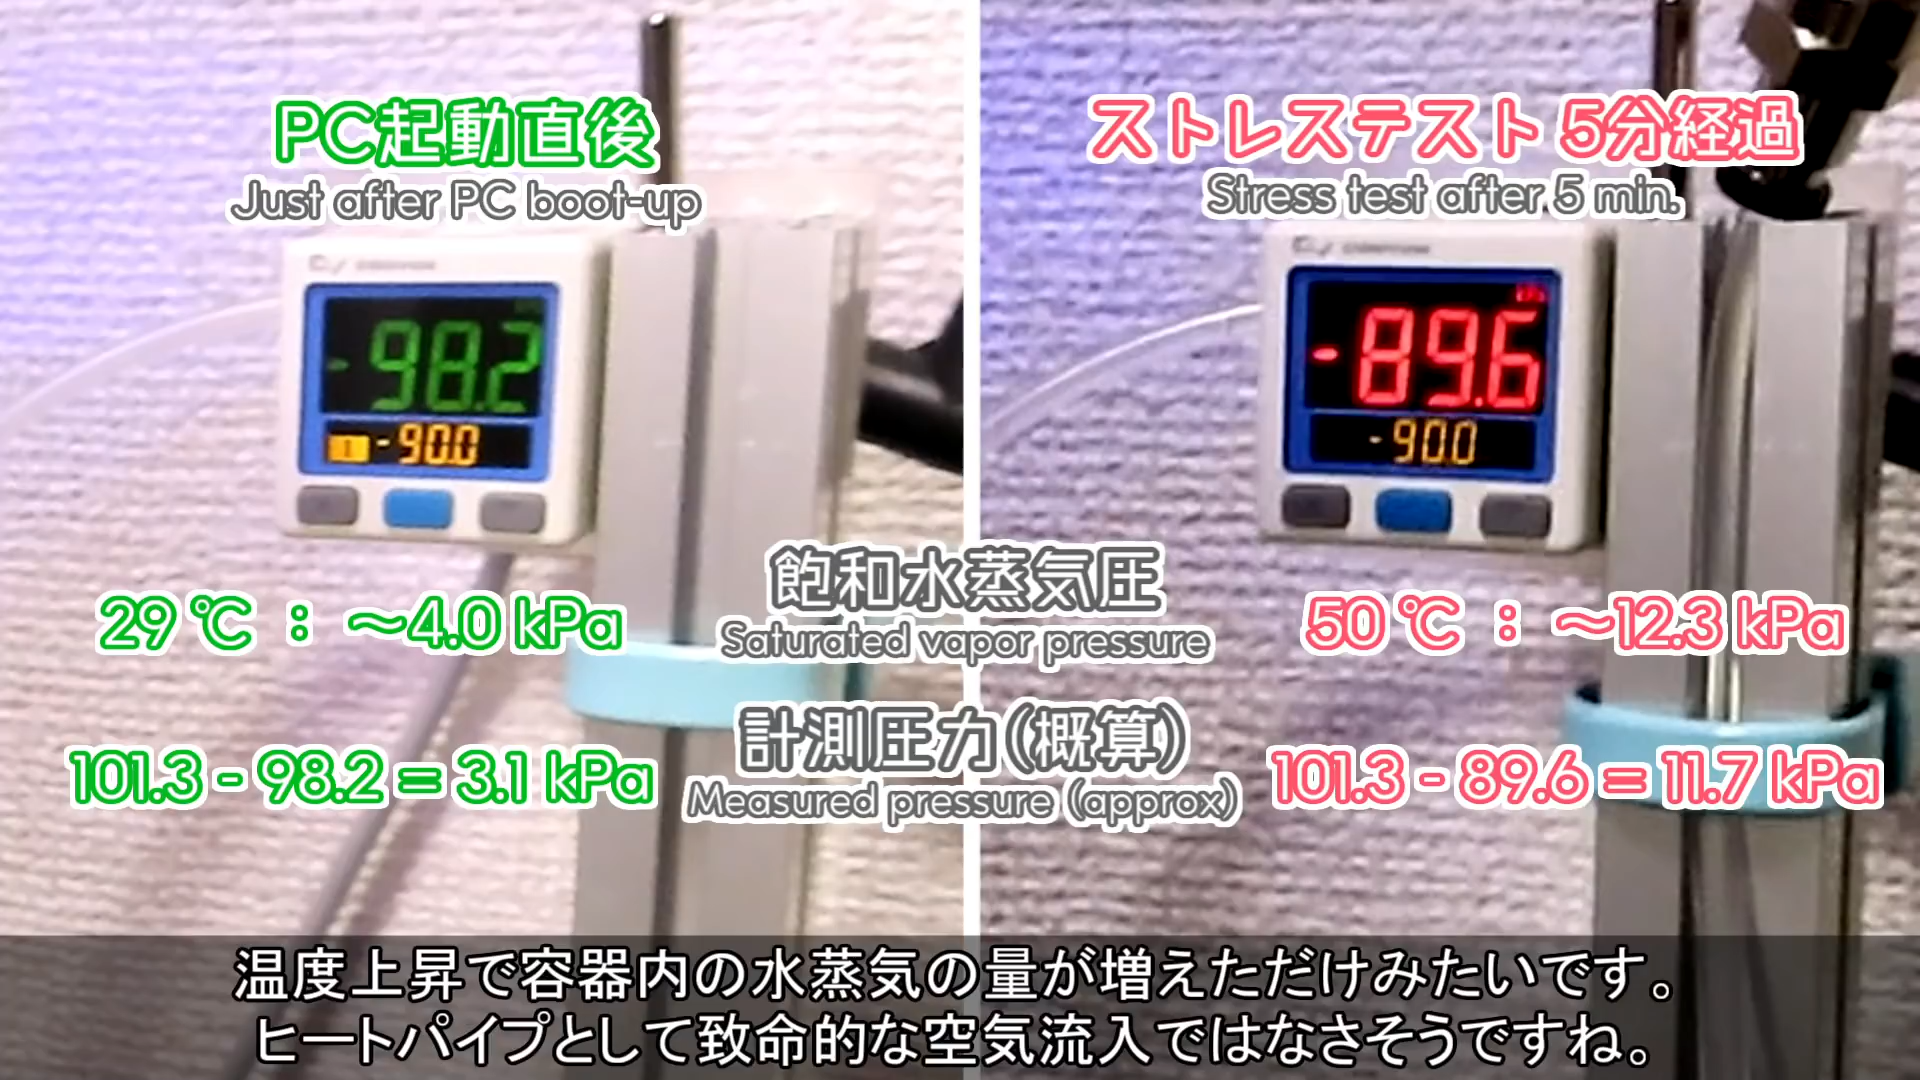 PC起動直後
Just after PC boot-up
ストレステスト 5分経過
Stress test after 5 min.
-98.2
-90.0
-89.6
-90.0
飽和水蒸気圧
Saturated vapor pressure
29 ℃ : ～4.0 kPa
50 ℃ : ～12.3 kPa
計測圧力(概算)
Measured pressure (approx)
101.3 - 98.2 = 3.1 kPa
101.3 - 89.6 = 11.7 kPa
温度上昇で容器内の水蒸気の量が増えただけみたいです。
ヒートパイプとして致命的な空気流入ではなさそうですね。